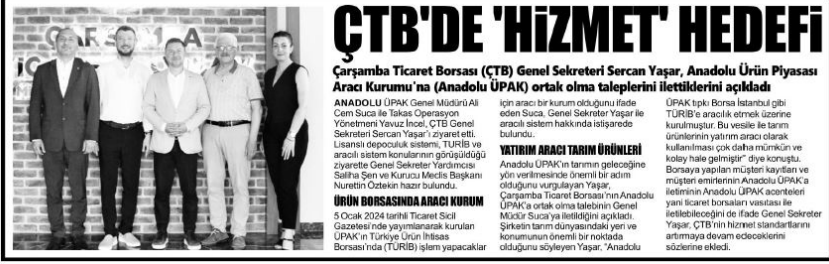 ÇARŞAMBA
ÇTB'DE 'HİZMET' HEDEFİ
Çarşamba Ticaret Borsası (ÇTB) Genel Sekreteri Sercan Yaşar, Anadolu Ürün Piyasası
Aracı Kurumu'na (Anadolu ÜPAK) ortak olma taleplerini ilettiklerini açıkladı
ANADOLU ÜPAK Genel Müdürü Ali
Cem Suca ile Takas Operasyon
Yönetmeni Yavuz İncel, ÇTB Genel
Sekreteri Sercan Yaşar'ı ziyaret etti.
Lisanslı depoculuk sistemi, TÜRİB ve
aracılı sistem konularının görüşüldüğü
ziyarette Genel Sekreter Yardımcısı
Saliha Şen ve Kurucu Meclis Başkanı
Nurettin Öztekin hazır bulundu.
ÜRÜN BORSASINDA ARACI KURUM
5 Ocak 2024 tarihli Ticaret Sicil
Gazetesi'nde yayımlanarak kurulan
ÜPAK'ın Türkiye Ürün İhtisas
Borsası'nda (TÜRİB) işlem yapacaklar
için aracı bir kurum olduğunu ifade
eden Suca, Genel Sekreter Yaşar ile
aracılı sistem hakkında istişarede
bulundu.
YATIRIM ARACI TARIM ÜRÜNLERİ
Anadolu ÜPAK'ın tarımın geleceğine
yön verilmesinde önemli bir adım
olduğunu vurgulayan Yaşar,
Çarşamba Ticaret Borsası'nın Anadolu
ÜPAK'a ortak olma talebinin Genel
Müdür Suca'ya iletildiğini açıkladı.
Şirketin tarım dünyasındaki yeri ve
konumunun önemli bir noktada
olduğunu söyleyen Yaşar, "Anadolu
ÜPAK tıpkı Borsa İstanbul gibi
TÜRİB'e aracılık etmek üzerine
kurulmuştur. Bu vesile ile tarım
ürünlerinin yatırım aracı olarak
kullanılması çok daha mümkün ve
kolay hale gelmiştir" diye konuştu.
Borsaya yapılan müşteri kayıtları ve
müşteri emirlerinin Anadolu ÜPAK'a
iletiminin Anadolu ÜPAK acenteleri
yani ticaret borsaları vasıtası ile
iletilebileceğini de ifade Genel Sekreter
Yaşar, ÇTB'nin hizmet standartlarını
artırmaya devam edeceklerini
sözlerine ekledi.